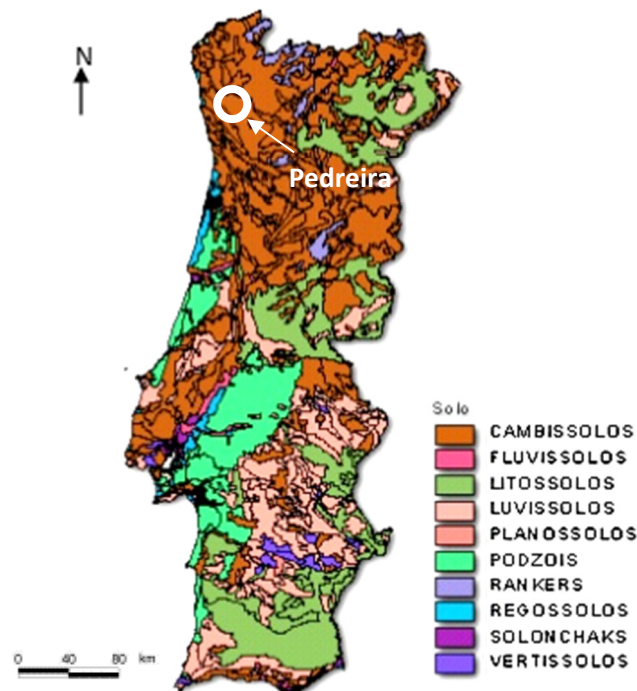 N
Pedreira
Solo
CAMBISSOLOS
FLUVISSOLOS
LITOSSOLOS
LUVISSOLOS
PLANOSSOLOS
PODZOIS
RANKERS
REGOSSOLOS
SOLONCHAKS
VERTISSOLOS
0 40 80 km